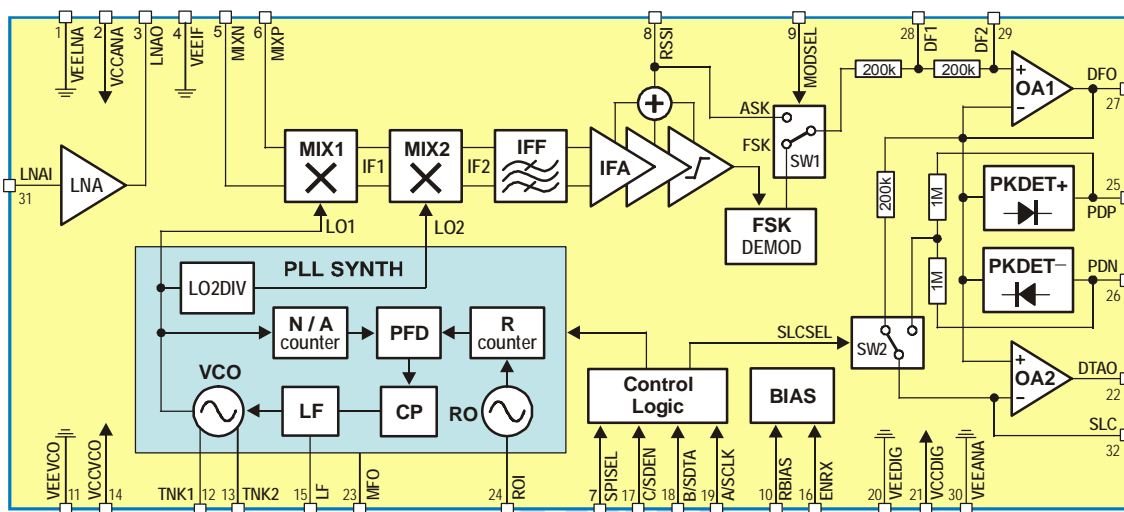 1 2 3 4 5 6 8 9 28 29
VEELNA VCCANA LNAO VEEIF MIXN MIXP RSSI MODSEL DF1 DF2
200k 200k
+
−
OA1
DFO
27
ASK
FSK
SW1
MIX1
IF1
MIX2
IF2
IFF
IFA
+
LNAI
31
LNA
200k
1M
PKDET+
25
PDP
FSK
DEMOD
LO1
LO2
1M
PKDET−
PDN
26
PLL SYNTH
LO2DIV
N / A
counter
PFD
R
counter
SLCSEL
SW2
VCO
LF
CP
RO
Control
Logic
BIAS
+
−
OA2
DTAO
22
SLC
32
VEEVCO VCCVCO
11 14
TNK1 12 13 TNK2 15 LF 23 MFO 24 ROI
SPISEL C/SDEN B/SDTA A/SCLK RBIAS ENRX
7 17 18 19 10 16
VEEDIG VCCDIG VEEANA
20 21 30